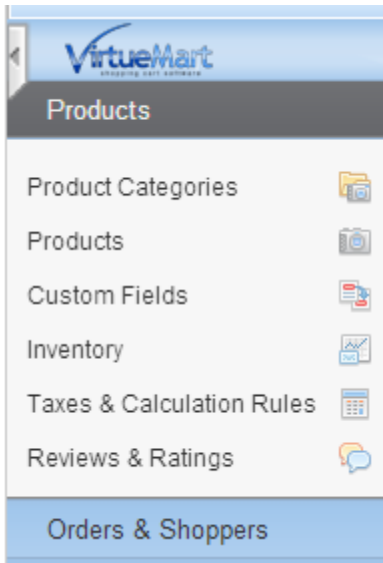 VirtueMart
shopping cart software
Products
Product Categories
Products
Custom Fields
Inventory
Taxes & Calculation Rules
Reviews & Ratings
Orders & Shoppers